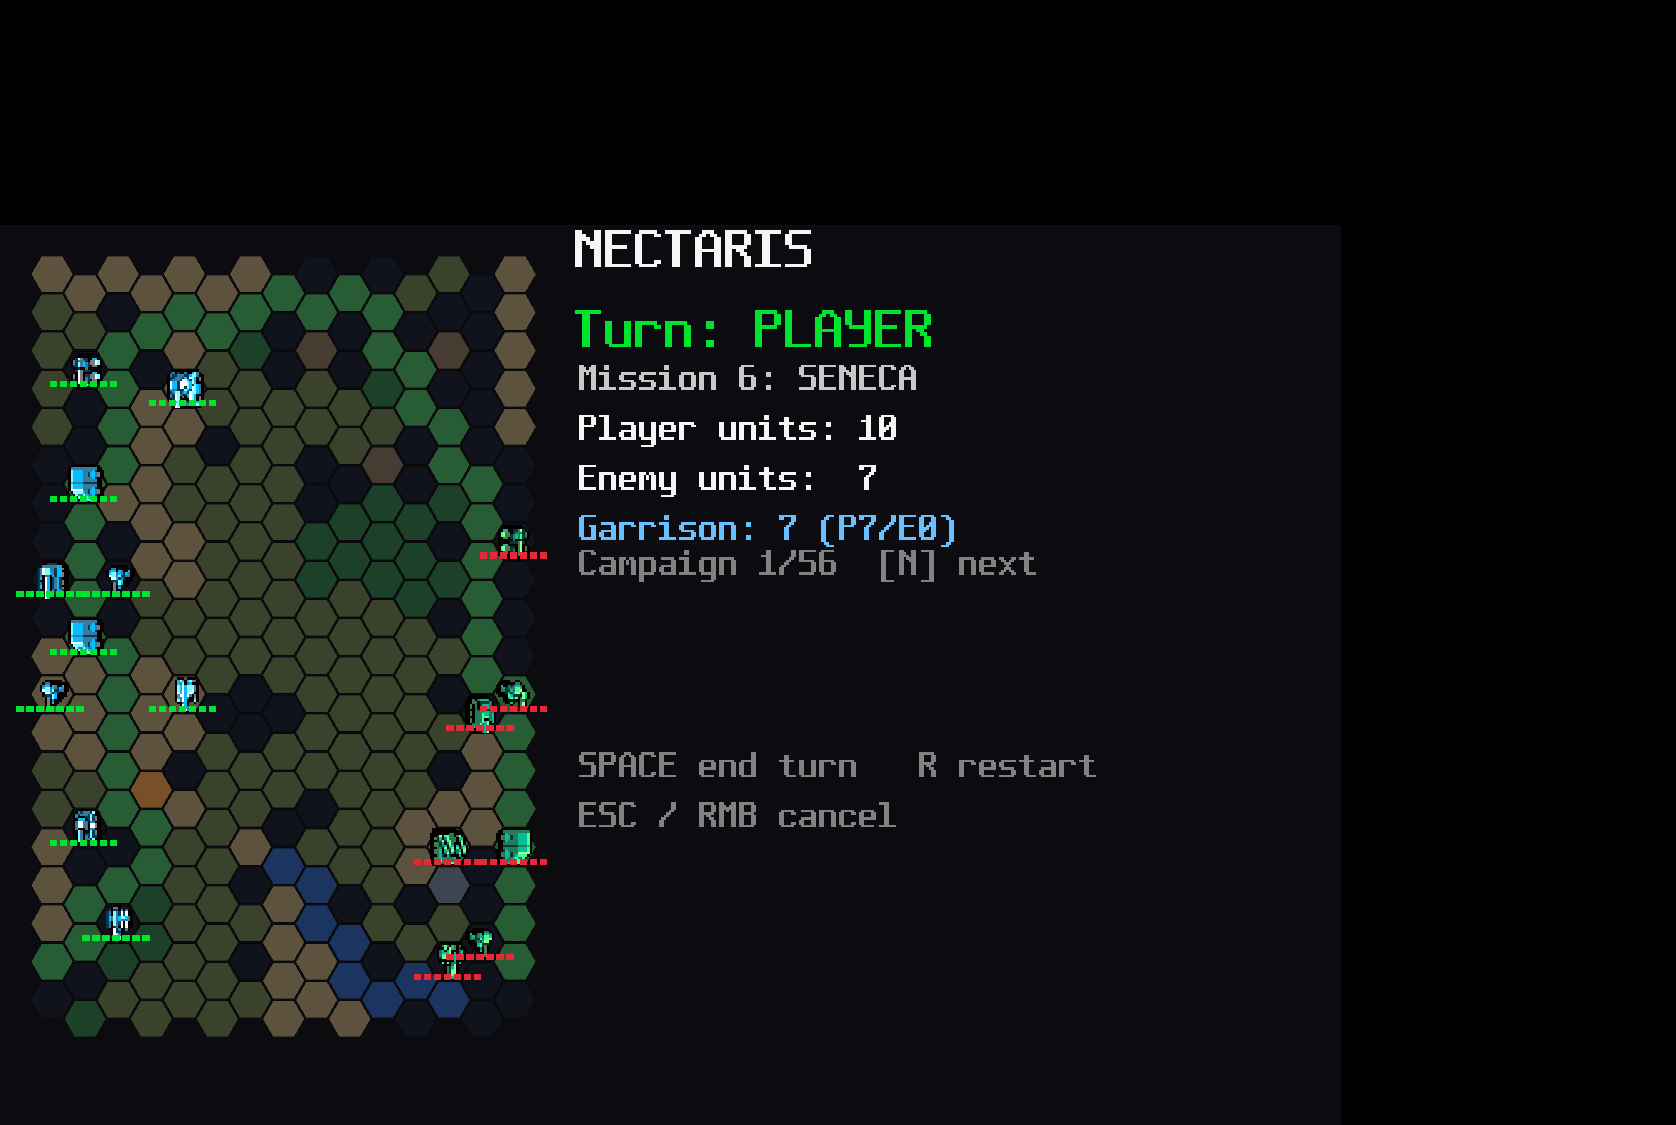 NECTARIS
Turn: PLAYER
Mission 6: SENECA
Player units: 10
Enemy units:  7
Garrison: 7 (P7/E0)
Campaign 1/56  [N] next
SPACE end turn   R restart
ESC / RMB cancel